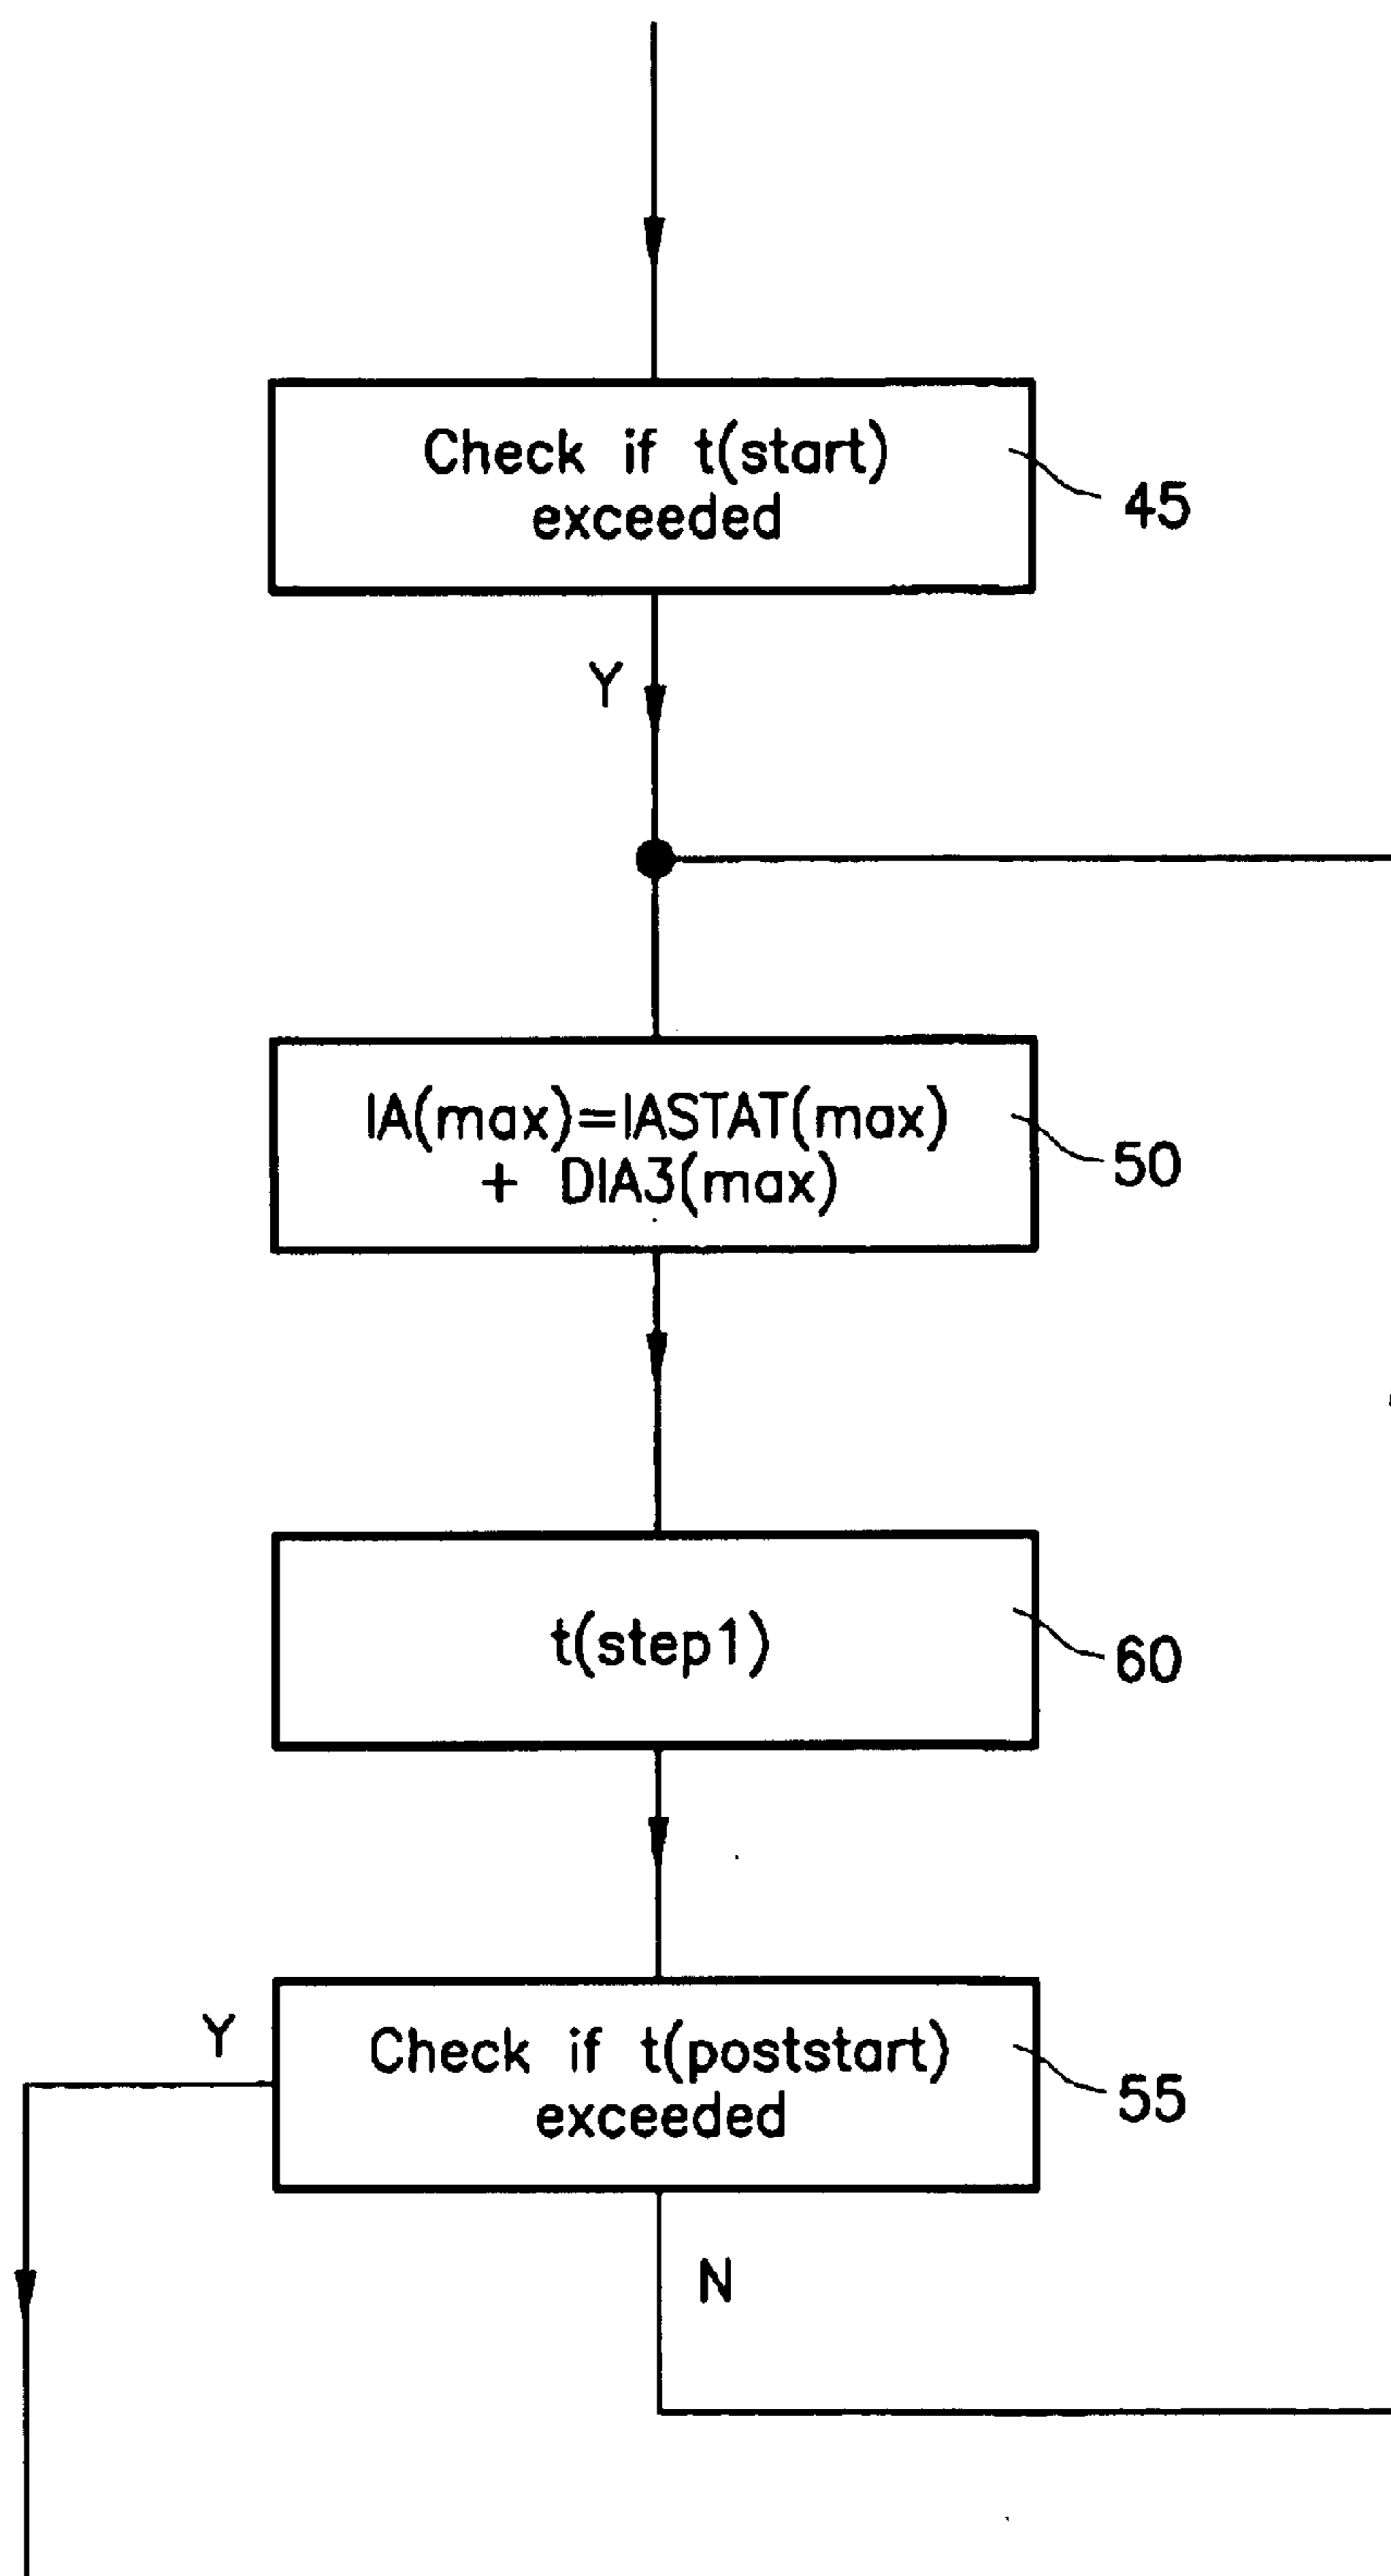 Check if t(start)
exceeded
45
Y
IA(max)=IASTAT(max)
+ DIA3(max)
50
t(step1)
60
Y
Check if t(poststart)
exceeded
55
N